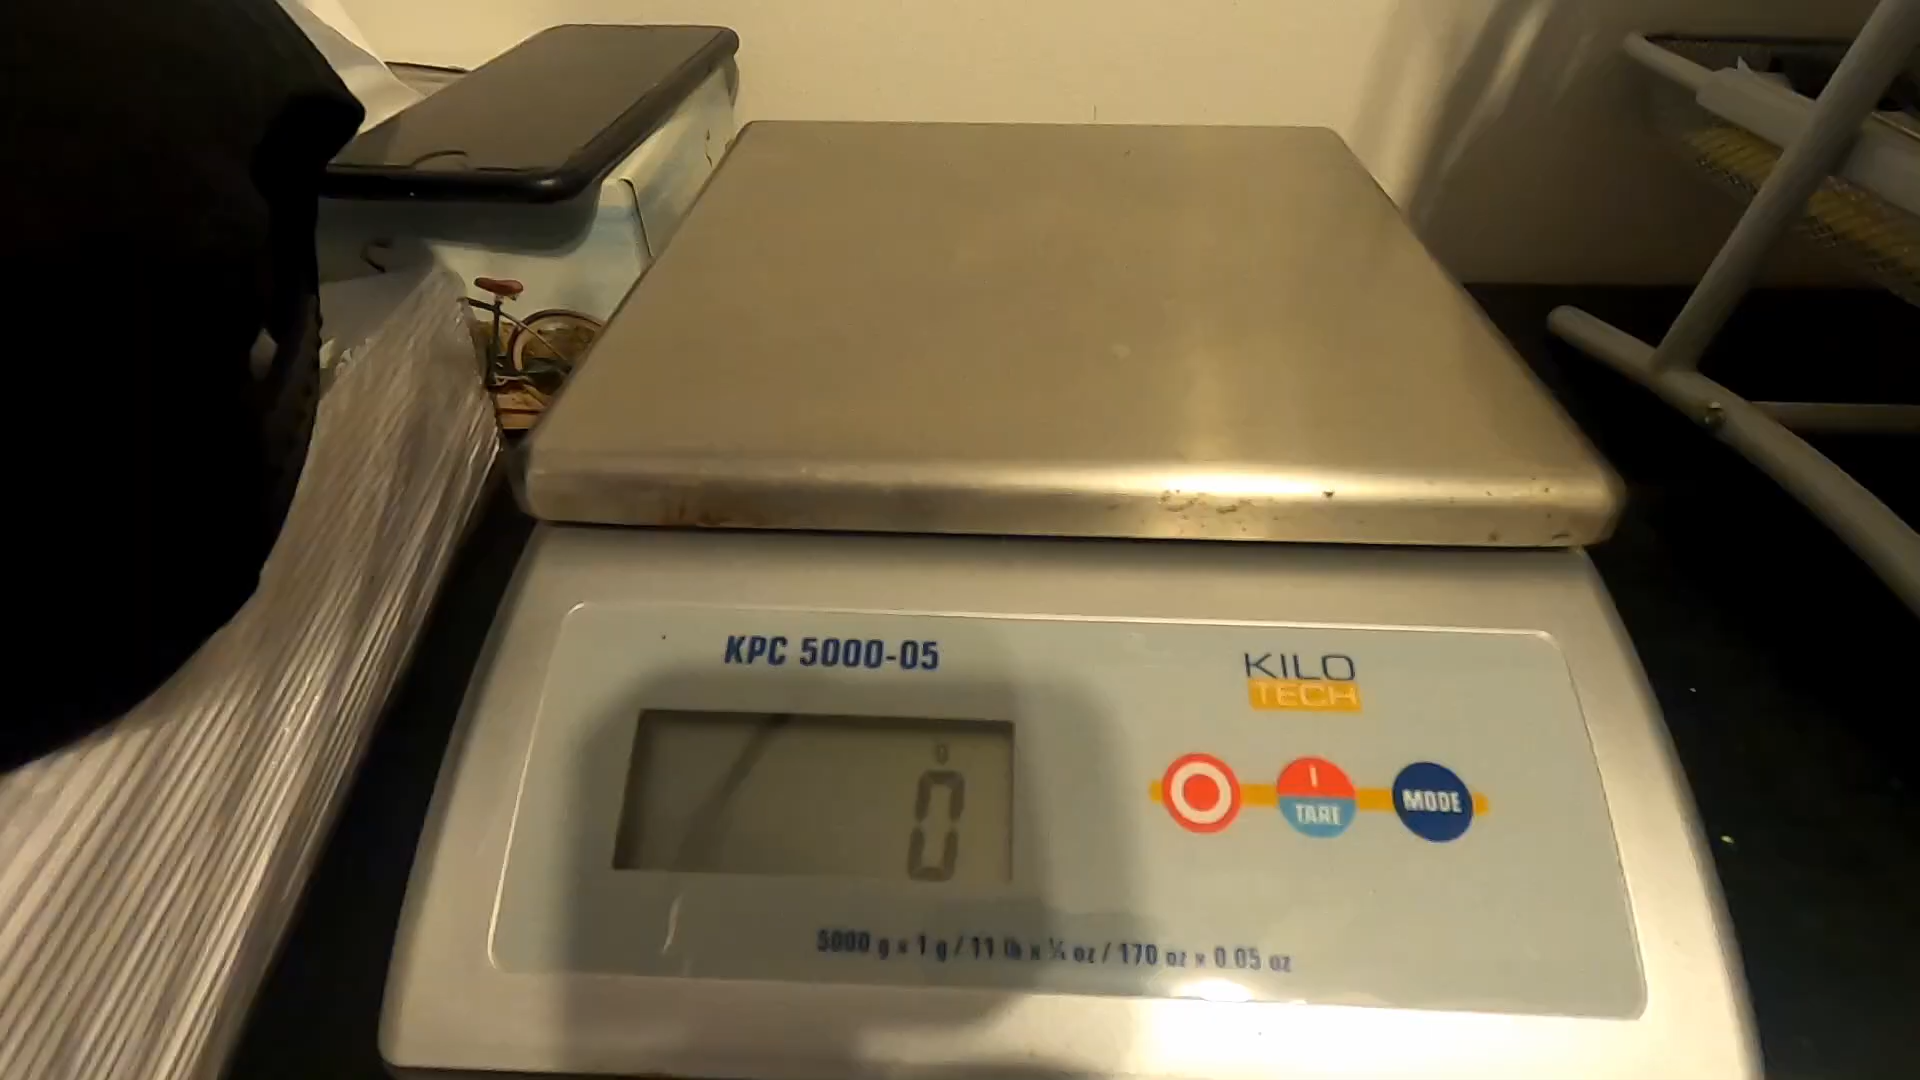 KPC 5000-05
KILO
TECH
g
0
I
TARE
MODE
5000 g x 1 g / 11 lb x ¼ oz / 170 oz x 0.05 oz